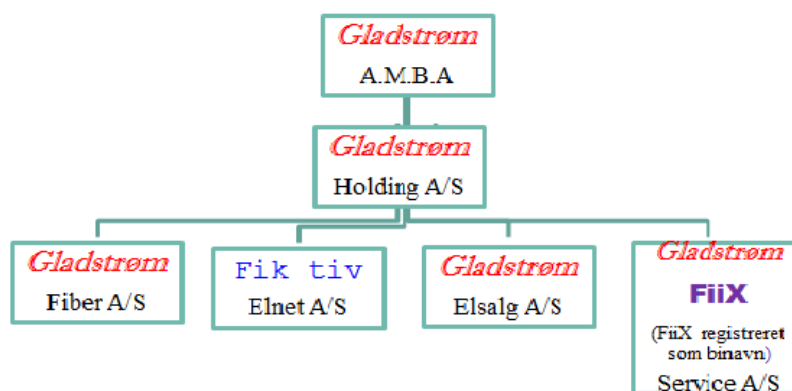 Gladstrøm
A.M.B.A
Gladstrøm
Holding A/S
Gladstrøm
Fiber A/S
Fik tiv
Elnet A/S
Gladstrøm
Elsalg A/S
Gladstrøm
FiiX
(FiiX registreret
som binavn)
Service A/S